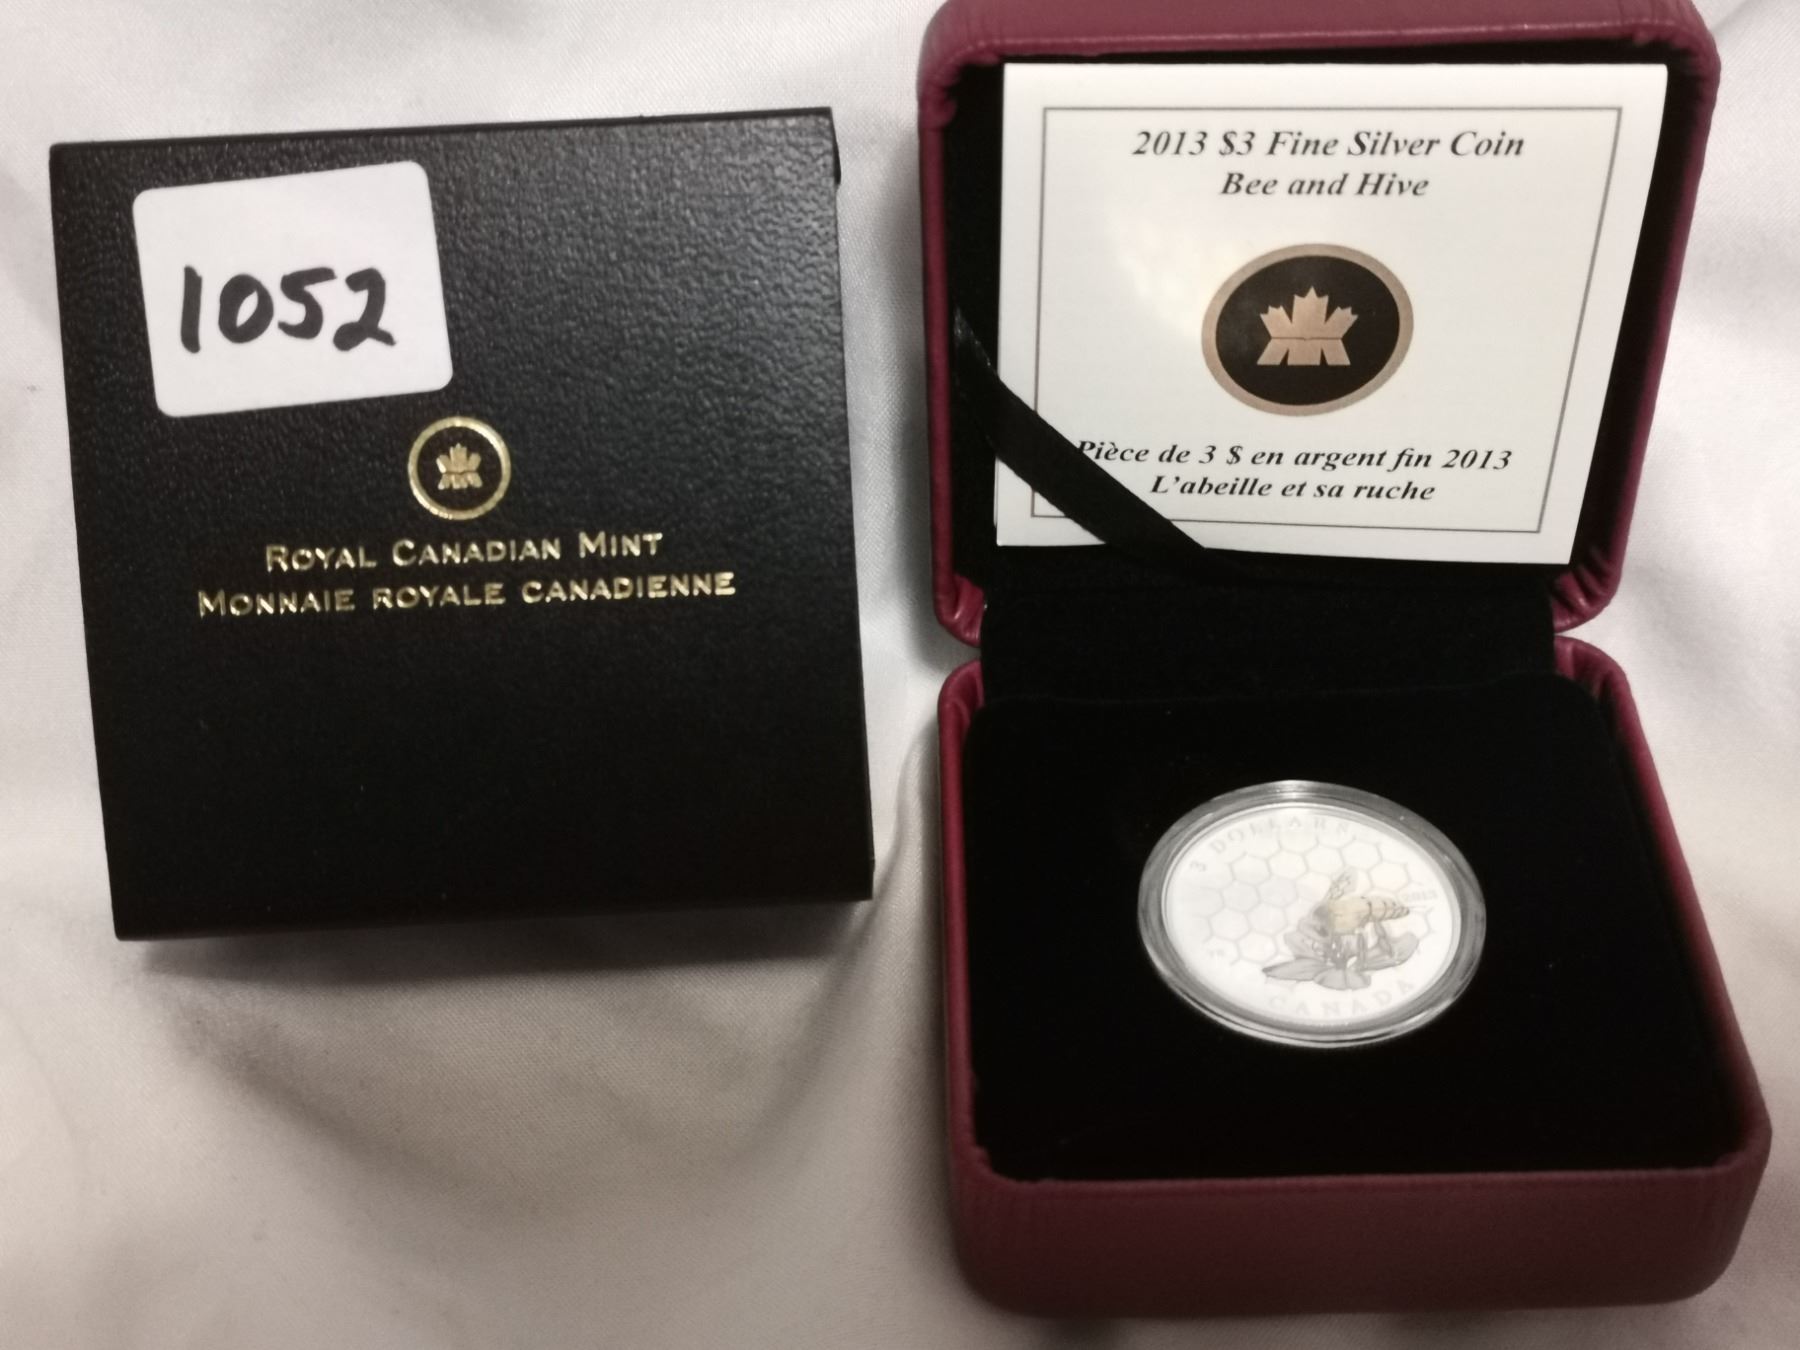 1052
ROYAL CANADIAN MINT
MONNAIE ROYALE CANADIENNE
2013 $3 Fine Silver Coin
Bee and Hive
Pièce de 3 $ en argent fin 2013
L'abeille et sa ruche
3 DOLLARS
2013
CANADA